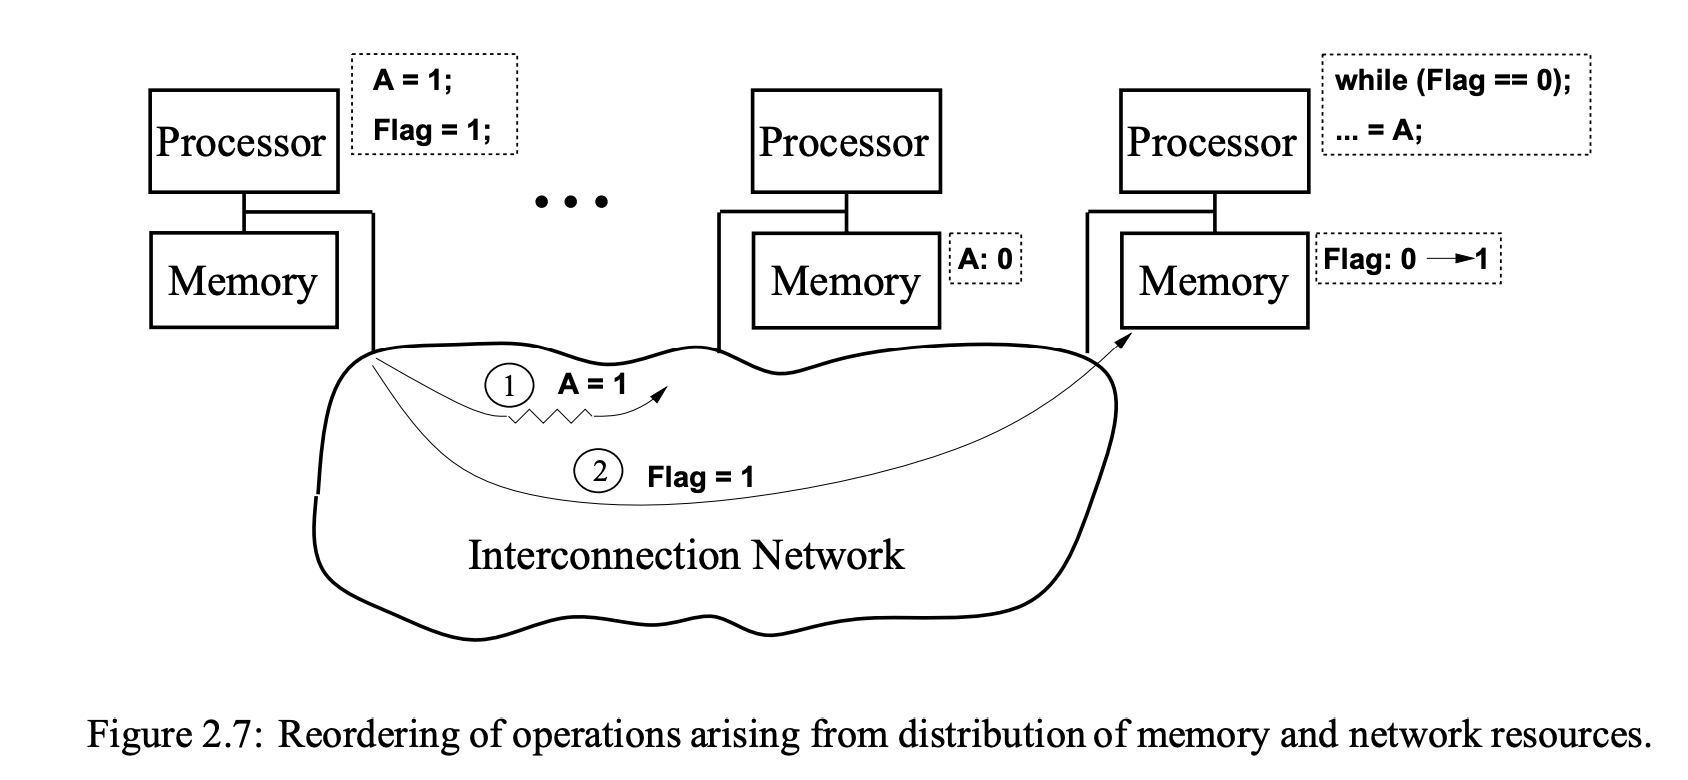 A = 1;
Flag = 1;
Processor
Memory
Processor
Memory
A: 0
while (Flag == 0);
... = A;
Processor
Memory
Flag: 0 → 1
1 A = 1
2 Flag = 1
Interconnection Network
Figure 2.7: Reordering of operations arising from distribution of memory and network resources.